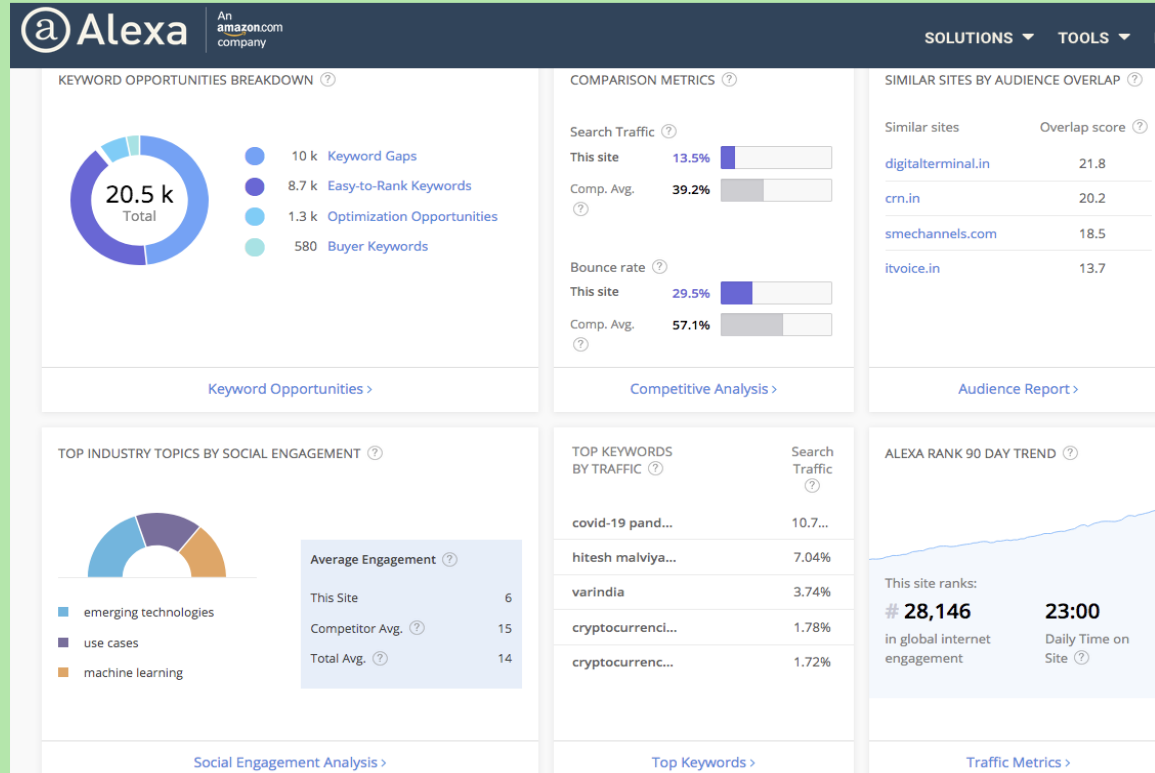 Alexa
An
amazon.com
company
SOLUTIONS TOOLS
KEYWORD OPPORTUNITIES BREAKDOWN
20.5 k
Total
10 k Keyword Gaps
8.7 k Easy-to-Rank Keywords
1.3 k Optimization Opportunities
580 Buyer Keywords
Keyword Opportunities >
COMPARISON METRICS
Search Traffic
This site 13.5%
Comp. Avg. 39.2%
Bounce rate
This site 29.5%
Comp. Avg. 57.1%
Competitive Analysis >
SIMILAR SITES BY AUDIENCE OVERLAP
Similar sites Overlap score
digitalterminal.in 21.8
crn.in 20.2
smechannels.com 18.5
itvoice.in 13.7
Audience Report >
TOP INDUSTRY TOPICS BY SOCIAL ENGAGEMENT
emerging technologies
use cases
machine learning
Average Engagement
This Site 6
Competitor Avg. 15
Total Avg. 14
Social Engagement Analysis >
TOP KEYWORDS
BY TRAFFIC
Search
Traffic
covid-19 pand... 10.7...
hitesh malviya... 7.04%
varindia 3.74%
cryptocurrenci... 1.78%
cryptocurrenc... 1.72%
Top Keywords >
ALEXA RANK 90 DAY TREND
This site ranks:
# 28,146
in global internet
engagement
23:00
Daily Time on
Site
Traffic Metrics >